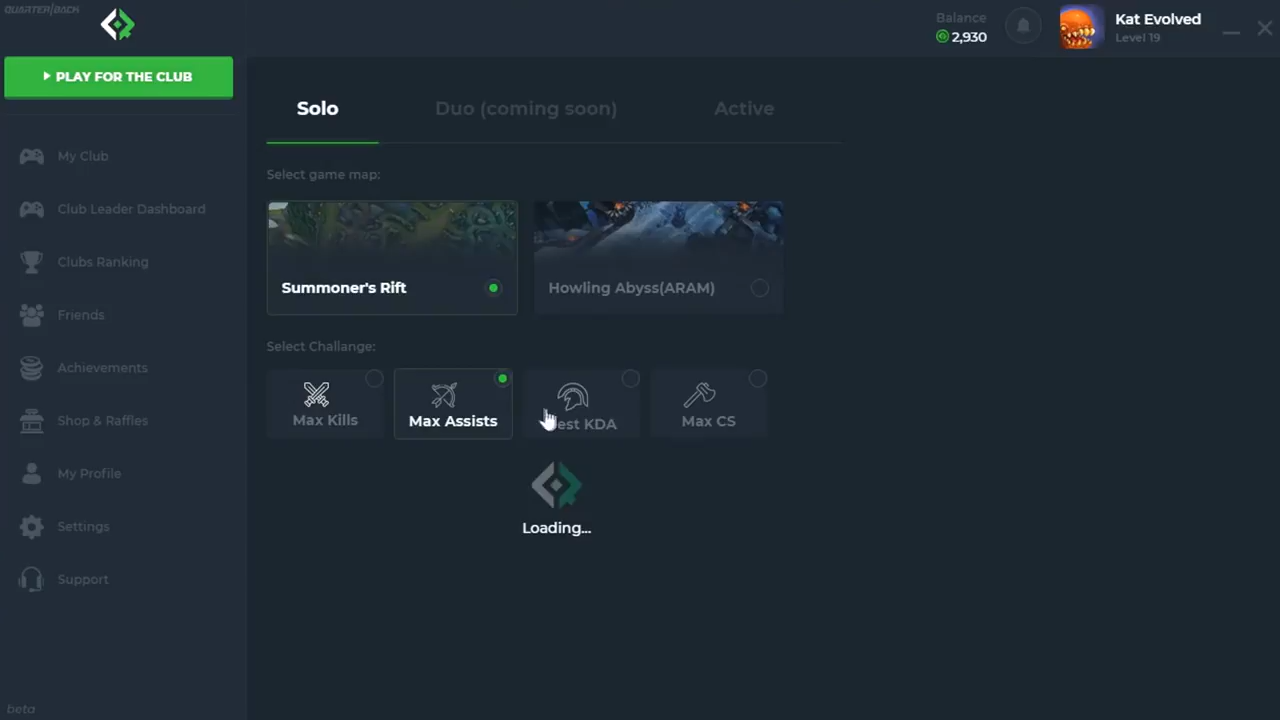 QUARTER/BACK
PLAY FOR THE CLUB
My Club
Club Leader Dashboard
Clubs Ranking
Friends
Achievements
Shop & Raffles
My Profile
Settings
Support
beta
Balance
2,930
Kat Evolved
Level 19
Solo
Duo (coming soon)
Active
Select game map:
Summoner's Rift
Howling Abyss(ARAM)
Select Challange:
Max Kills
Max Assists
est KDA
Max CS
Loading...